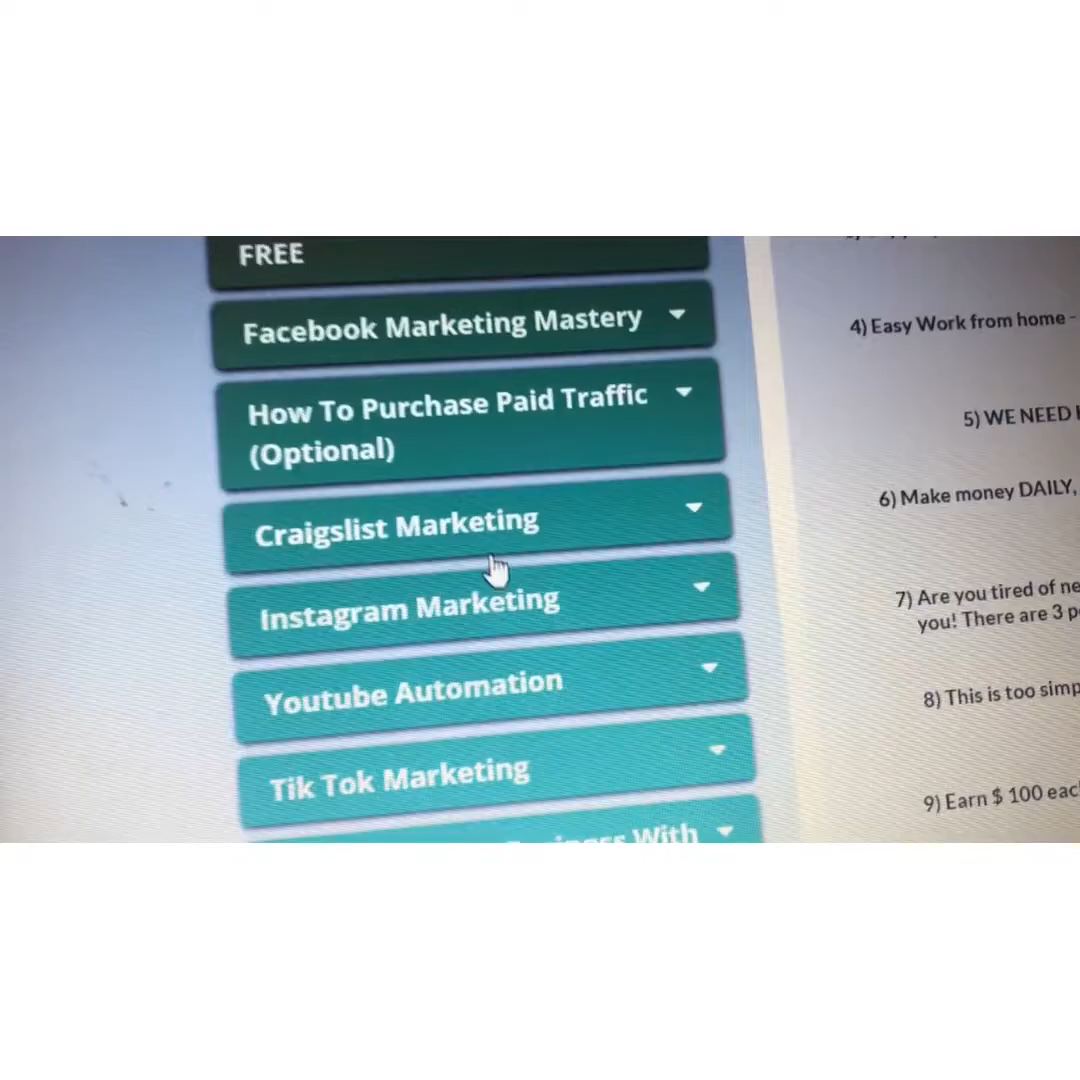 FREE
Facebook Marketing Mastery
How To Purchase Paid Traffic
(Optional)
Craigslist Marketing
Instagram Marketing
Youtube Automation
Tik Tok Marketing
With
4) Easy Work from home -
5) WE NEED
6) Make money DAILY,
7) Are you tired of
you! There are 3
8) This is too
9) Earn $ 100